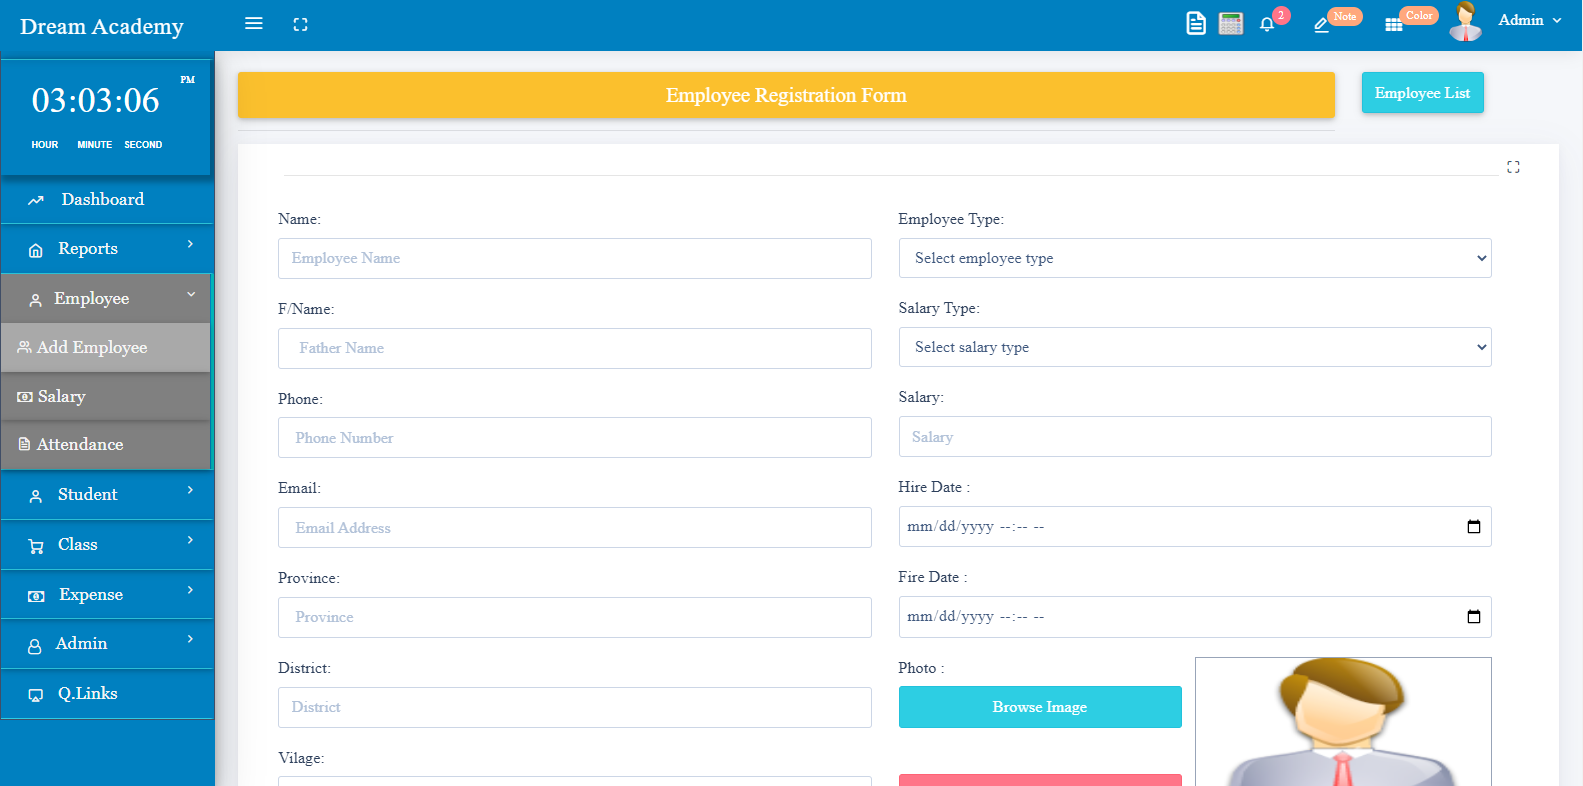 Dream Academy
2
Note
Color
Admin
03:03:06 PM
HOUR MINUTE SECOND
Dashboard
Reports
Employee
Add Employee
Salary
Attendance
Student
Class
Expense
Admin
Q.Links
Employee Registration Form
Employee List
Name:
Employee Name
F/Name:
Father Name
Phone:
Phone Number
Email:
Email Address
Province:
Province
District:
District
Vilage:
Employee Type:
Select employee type
Salary Type:
Select salary type
Salary:
Salary
Hire Date :
mm/dd/yyyy --:-- --
Fire Date :
mm/dd/yyyy --:-- --
Photo :
Browse Image